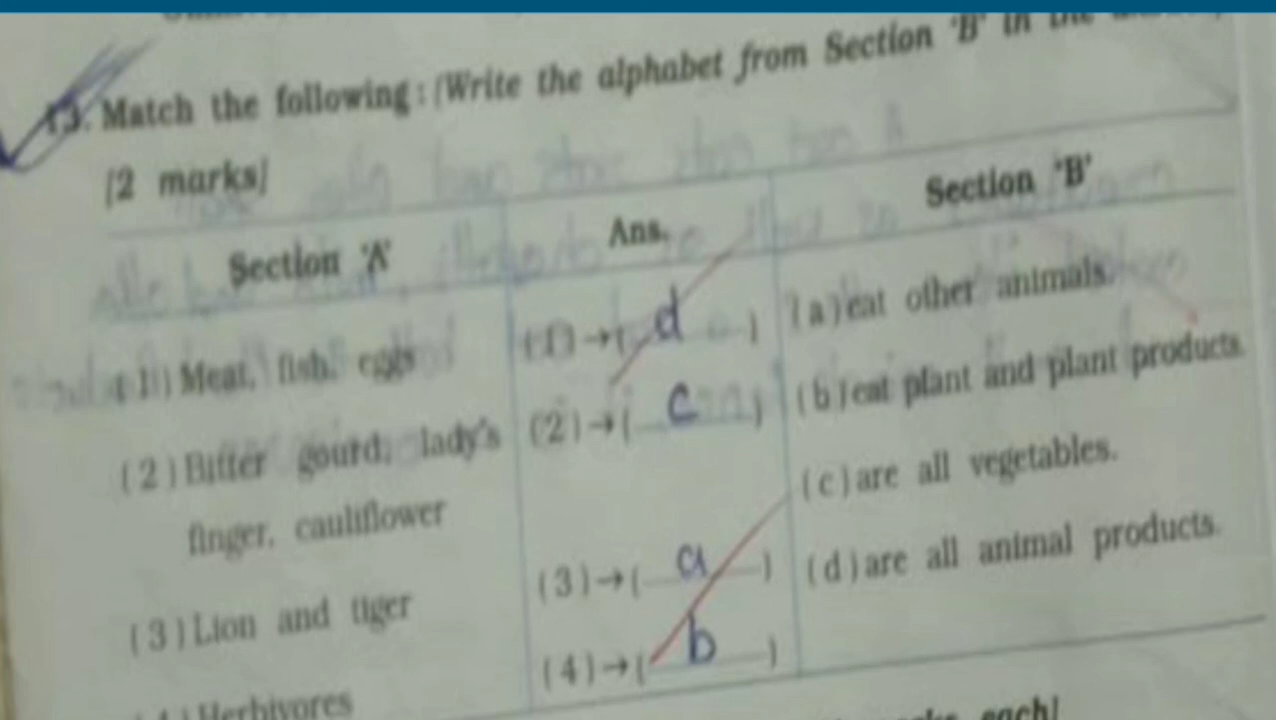 13. Match the following : (Write the alphabet from Section 'B' in the
[2 marks]
Section 'A' Ans. Section 'B'
(1) Meat, fish, eggs (1)→( d ) (a) eat other animals.
(2) Bitter gourd, lady's (2)→( c ) (b) eat plant and plant products.
finger, cauliflower (c) are all vegetables.
(3) Lion and tiger (3)→( a ) (d) are all animal products.
Herbivores (4)→( b )
each]